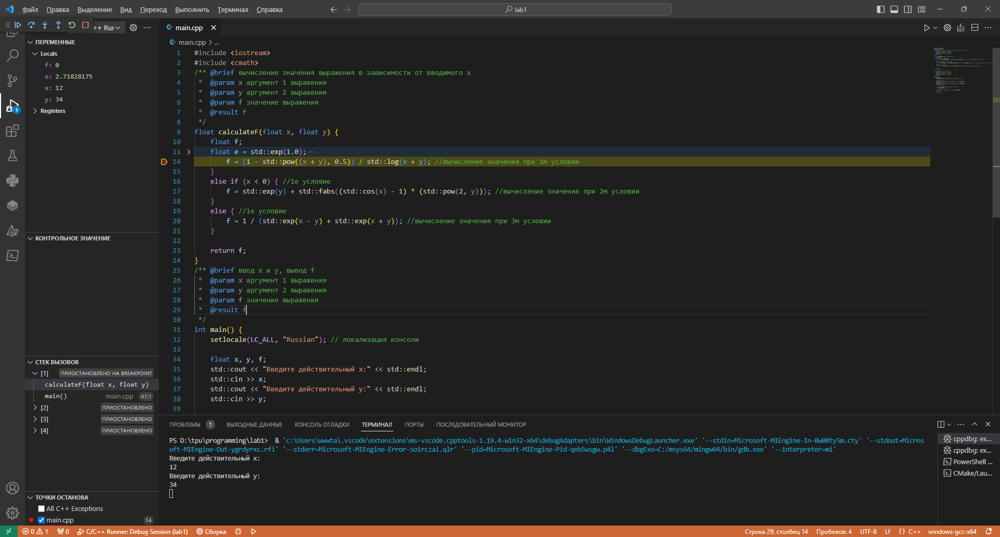 Файл Правка Выделение Вид Переход Выполнить Терминал Справка
lab1
++ Rur
main.cpp
main.cpp > ...
ПЕРЕМЕННЫЕ
Locals
f: 0
e: 2.71828175
x: 12
y: 34
Registers
КОНТРОЛЬНОЕ ЗНАЧЕНИЕ
СТЕК ВЫЗОВОВ
[1] ПРИОСТАНОВЛЕНО НА BREAKPOINT
calculateF(float x, float y)
main() main.cpp 41:1
[2] ПРИОСТАНОВЛЕНО
[3] ПРИОСТАНОВЛЕНО
[4] ПРИОСТАНОВЛЕНО
ТОЧКИ ОСТАНОВА
All C++ Exceptions
main.cpp 14
1 #include <iostream>
2 #include <cmath>
3 /** @brief вычисление значения выражения в зависимости от вводимого x
4 * @param x аргумент 1 выражения
5 * @param y аргумент 2 выражения
6 * @param f значение выражения
7 * @result f
8 */
9 float calculateF(float x, float y) {
10 float f;
11 float e = std::exp(1.0); ...
14 f = (1 - std::pow((x + y), 0.5)) / std::log(x + y); //вычисление значения при 1м условии
15 }
16 else if (x < 0) { //1е условие
17 f = std::exp(y) + std::fabs((std::cos(x) - 1) * (std::pow(2, y))); //вычисление значения при 2м условии
18 }
19 else { //1е условие
20 f = 1 / (std::exp(x - y) + std::exp(x + y)); //вычисление значения при 3м условии
21 }
22
23 return f;
24 }
25 /** @brief ввод x и y, вывод f
26 * @param x аргумент 1 выражения
27 * @param y аргумент 2 выражения
28 * @param f значение выражения
29 * @result f
30 */
31 int main() {
32 setlocale(LC_ALL, "Russian"); // локализация консоли
33
34 float x, y, f;
35 std::cout << "Введите действительный x:" << std::endl;
36 std::cin >> x;
37 std::cout << "Введите действительный y:" << std::endl;
38 std::cin >> y;
39
ПРОБЛЕМЫ 1 ВЫХОДНЫЕ ДАННЫЕ КОНСОЛЬ ОТЛАДКИ ТЕРМИНАЛ ПОРТЫ ПОСЛЕДОВАТЕЛЬНЫЙ МОНИТОР
PS D:\tpu\programming\lab1> & 'c:\Users\wwwta\.vscode\extensions\ms-vscode.cpptools-1.19.4-win32-x64\debugAdapters\bin\WindowsDebugLauncher.exe' '--stdin=Microsoft-MIEngine-In-0w00ty5m.cty' '--stdout=Micros
oft-MIEngine-Out-ygrdyrxc.rfi' '--stderr=Microsoft-MIEngine-Error-soirczai.qlr' '--pid=Microsoft-MIEngine-Pid-qeb5wsgw.p4l' '--dbgExe=C:/msys64/mingw64/bin/gdb.exe' '--interpreter=mi'
Введите действительный x:
12
Введите действительный y:
34
cppdbg: ex...
cppdbg: ex...
PowerShell ...
CMake/Lau...
0 1 0 C/C++ Runner: Debug Session (lab1) Сборка
Строка 29, столбец 14 Пробелов: 4 UTF-8 LF {} C++ windows-gcc-x64